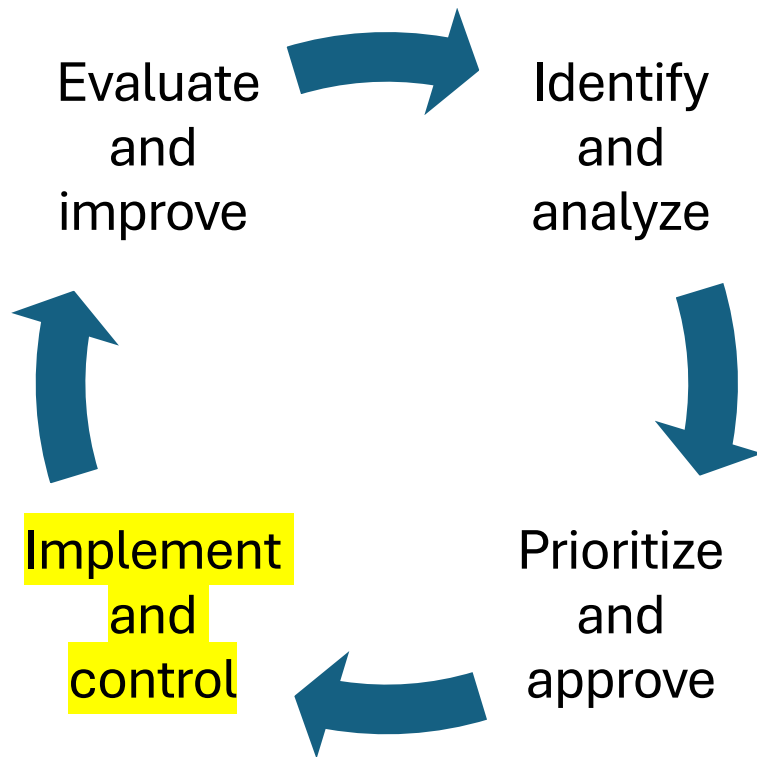 Evaluate
and
improve
Identify
and
analyze
Implement
and
control
Prioritize
and
approve